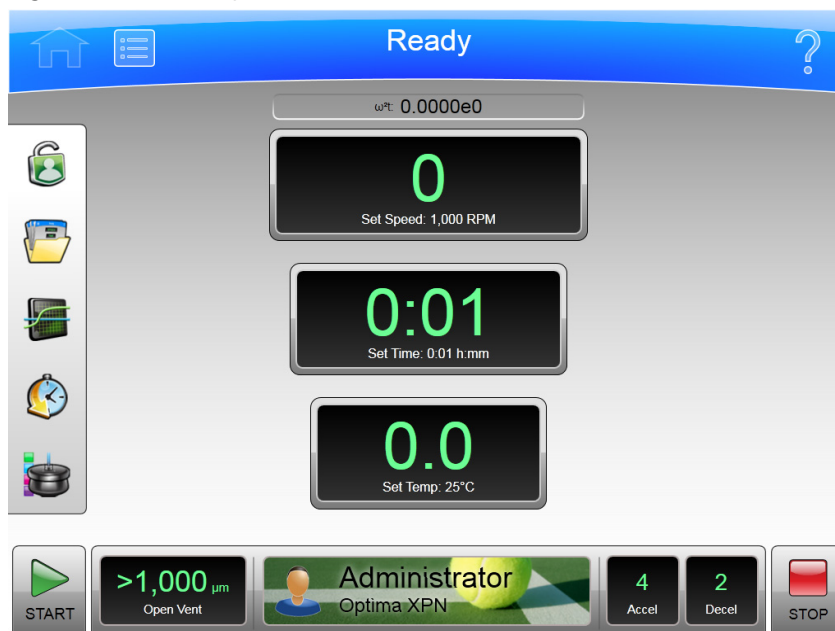 Ready
ω²t: 0.0000e0
0
Set Speed: 1,000 RPM
0:01
Set Time: 0:01 h:mm
0.0
Set Temp: 25°C
START
>1,000 µm
Open Vent
Administrator
Optima XPN
4
Accel
2
Decel
STOP